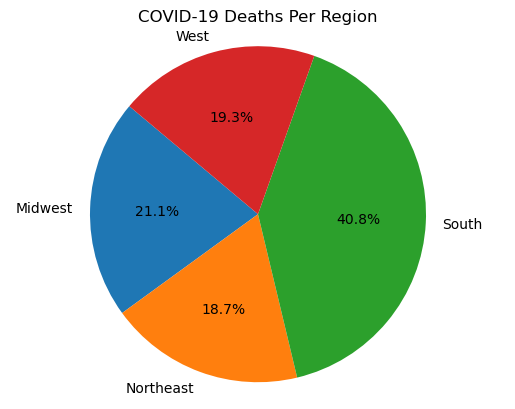 COVID-19 Deaths Per Region
West
19.3%
Midwest
21.1%
40.8%
South
18.7%
Northeast